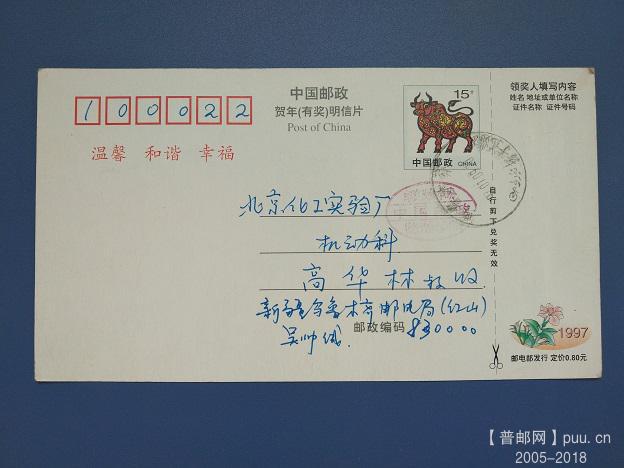 中国邮政
贺年(有奖)明信片
Post of China
100022
温馨 和谐 幸福
15分
中国邮政 CHINA
领奖人填写内容
姓名 地址或单位名称
证件名称 证件号码
自行剪下兑奖无效
北京化工实验厂
机动科
高华林 收
新疆乌鲁木齐邮电局(红山)
吴帅
邮政编码 830000
1997
邮电部发行 定价0.80元
【普邮网】puu.cn
2005-2018